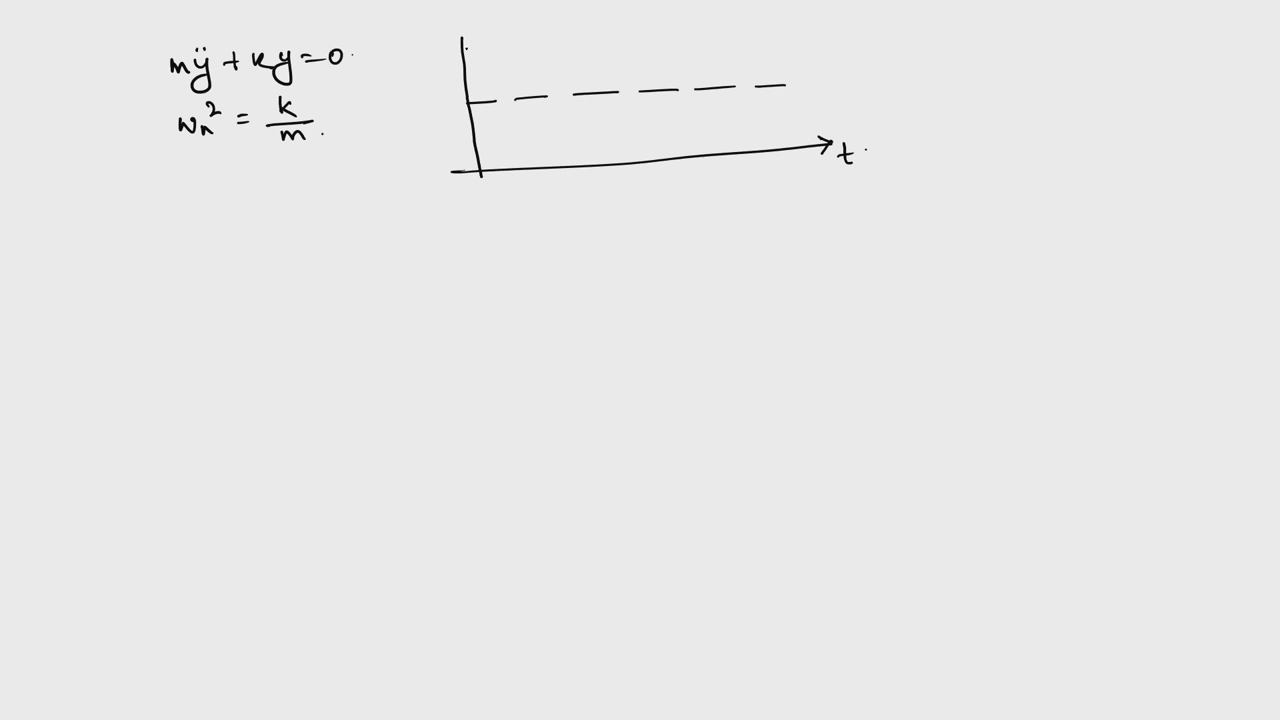 mÿ + ky = 0
ωn² = k/m
t